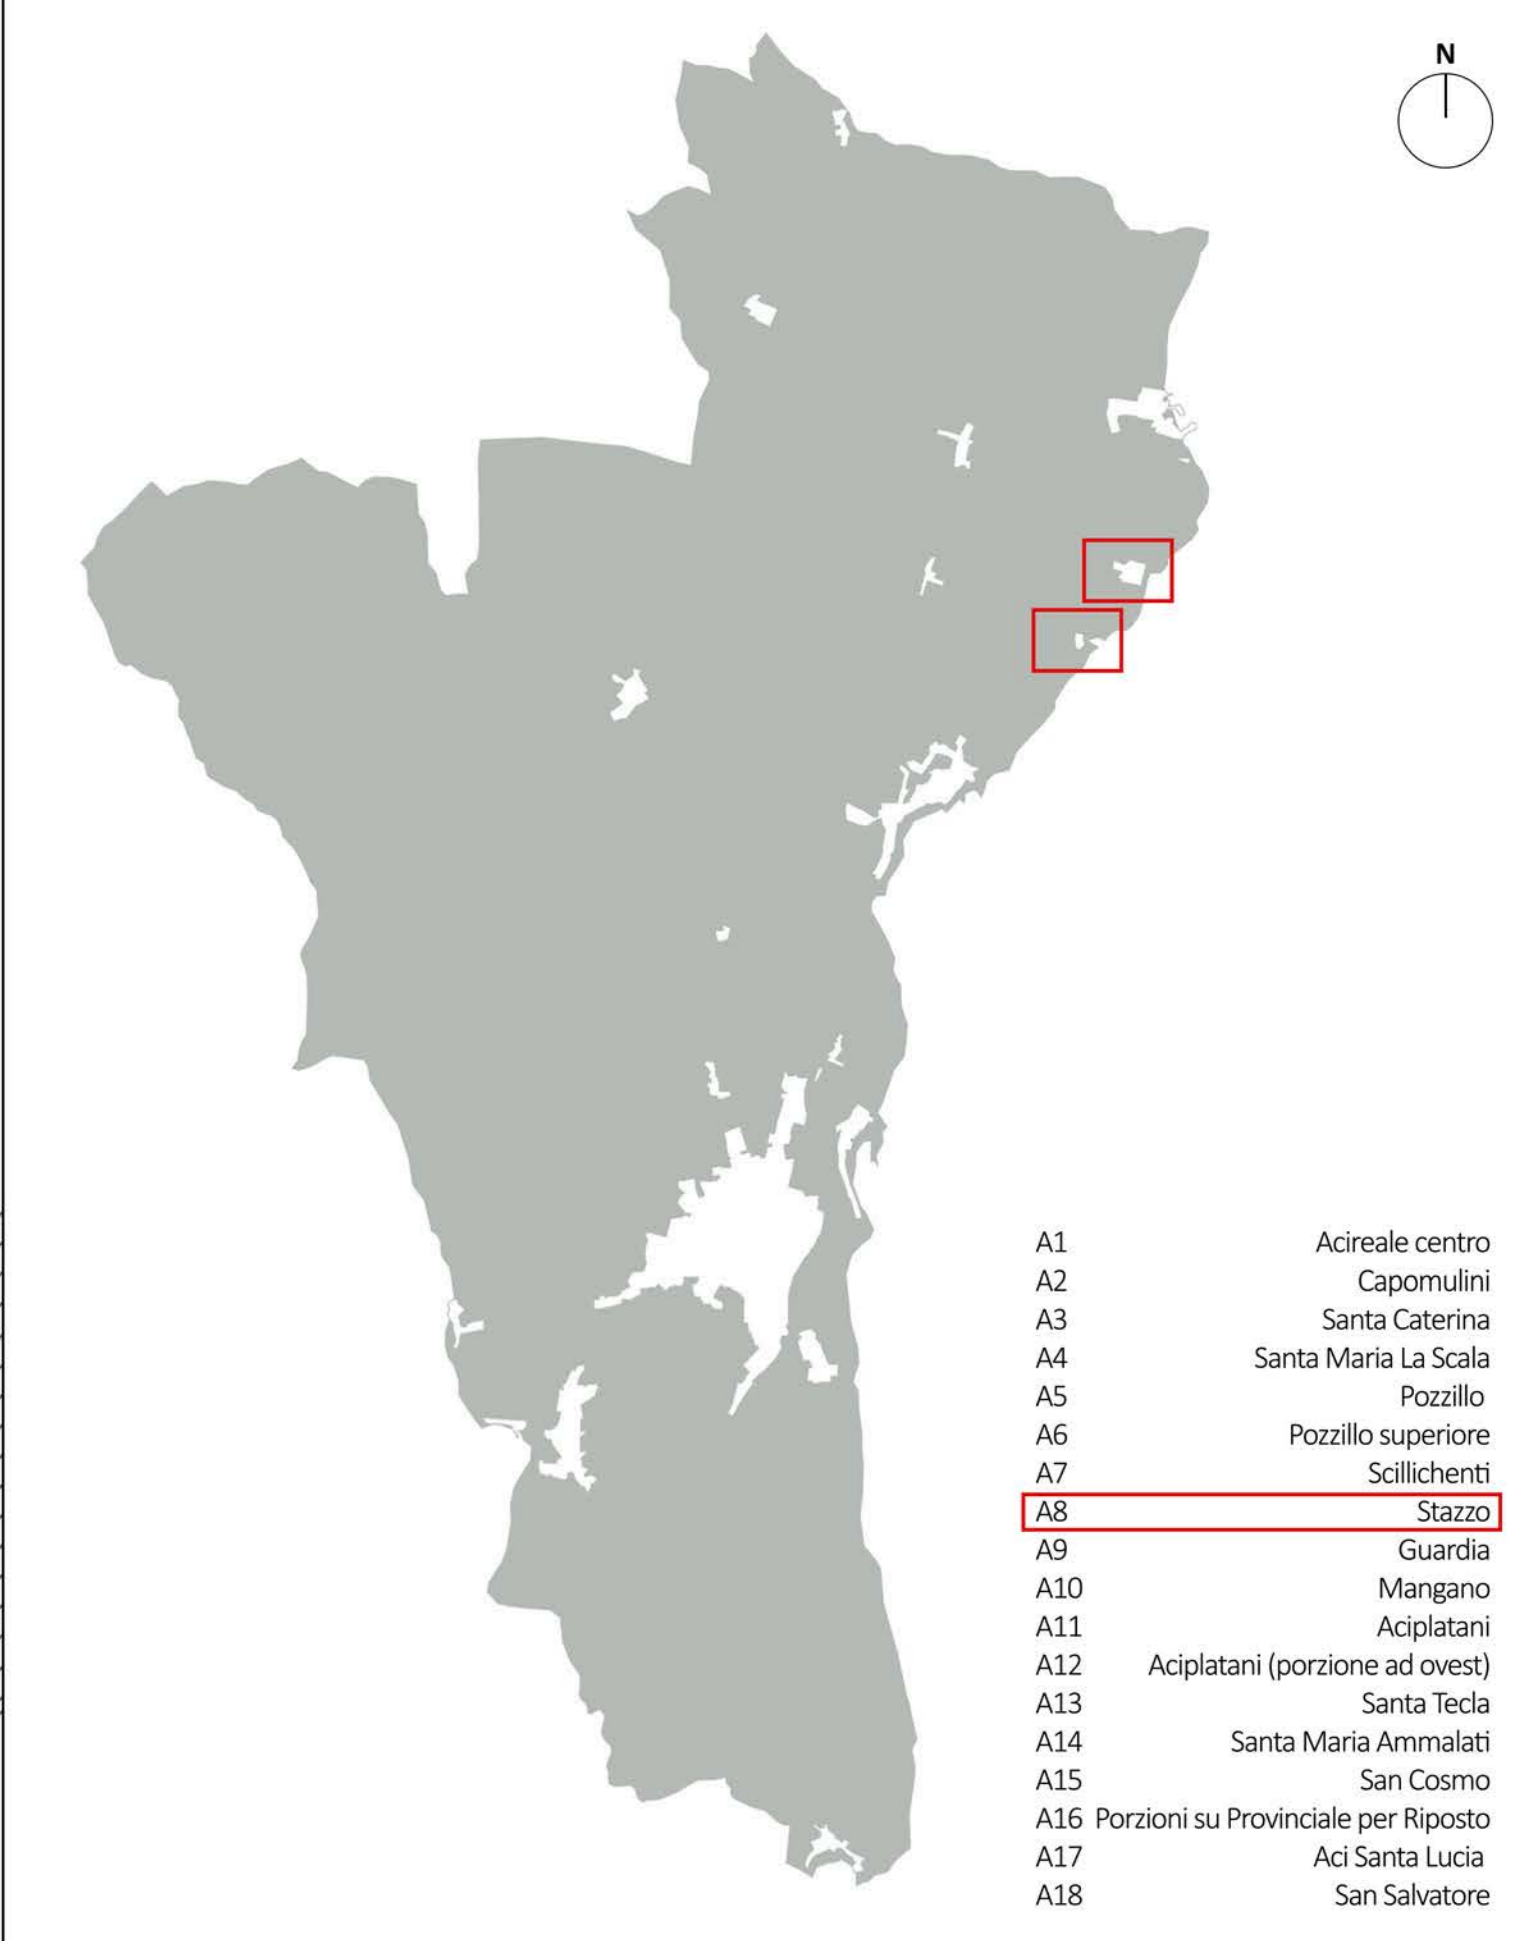 N
A1 Acireale centro
A2 Capomulini
A3 Santa Caterina
A4 Santa Maria La Scala
A5 Pozzillo
A6 Pozzillo superiore
A7 Scillichenti
A8 Stazzo
A9 Guardia
A10 Mangano
A11 Aciplatani
A12 Aciplatani (porzione ad ovest)
A13 Santa Tecla
A14 Santa Maria Ammalati
A15 San Cosmo
A16 Porzioni su Provinciale per Riposto
A17 Aci Santa Lucia
A18 San Salvatore